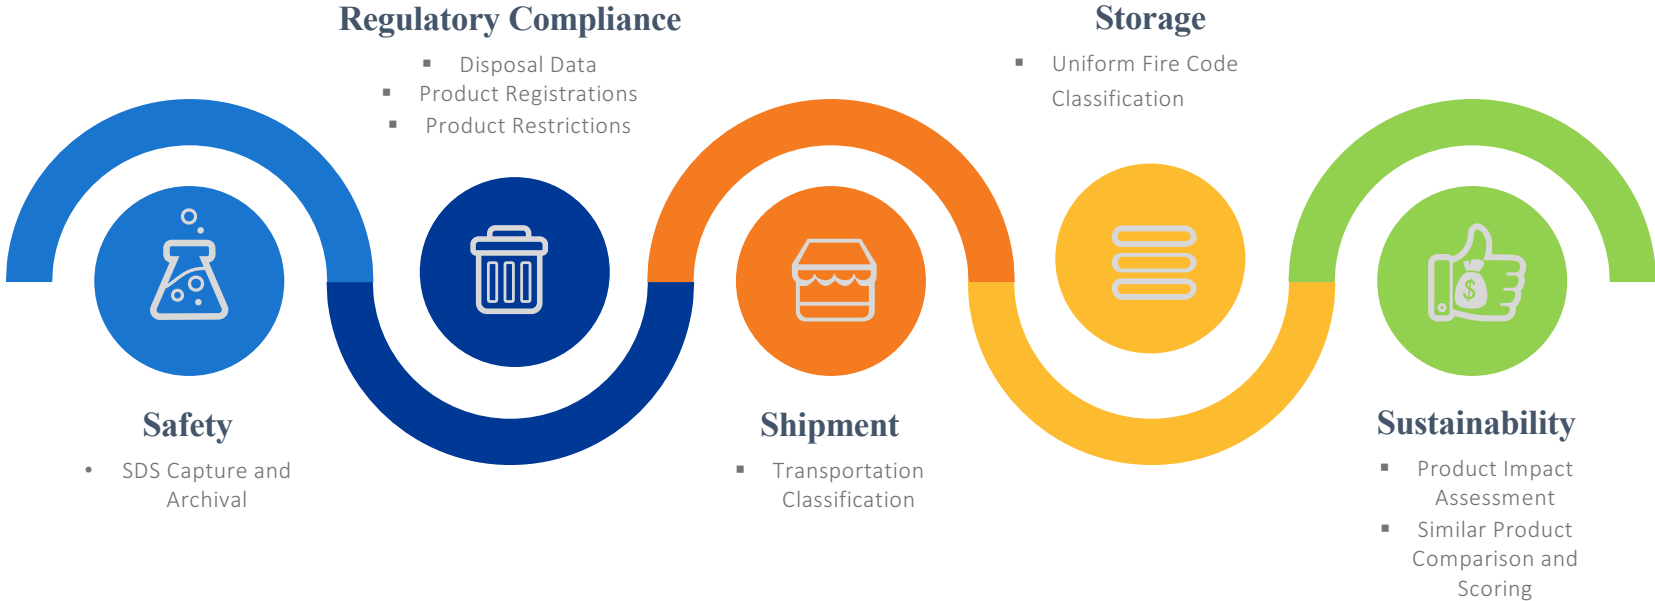 Regulatory Compliance
▪ Disposal Data
▪ Product Registrations
▪ Product Restrictions
Storage
▪ Uniform Fire Code
Classification
Safety
• SDS Capture and
Archival
Shipment
▪ Transportation
Classification
Sustainability
▪ Product Impact
Assessment
▪ Similar Product
Comparison and
Scoring
$